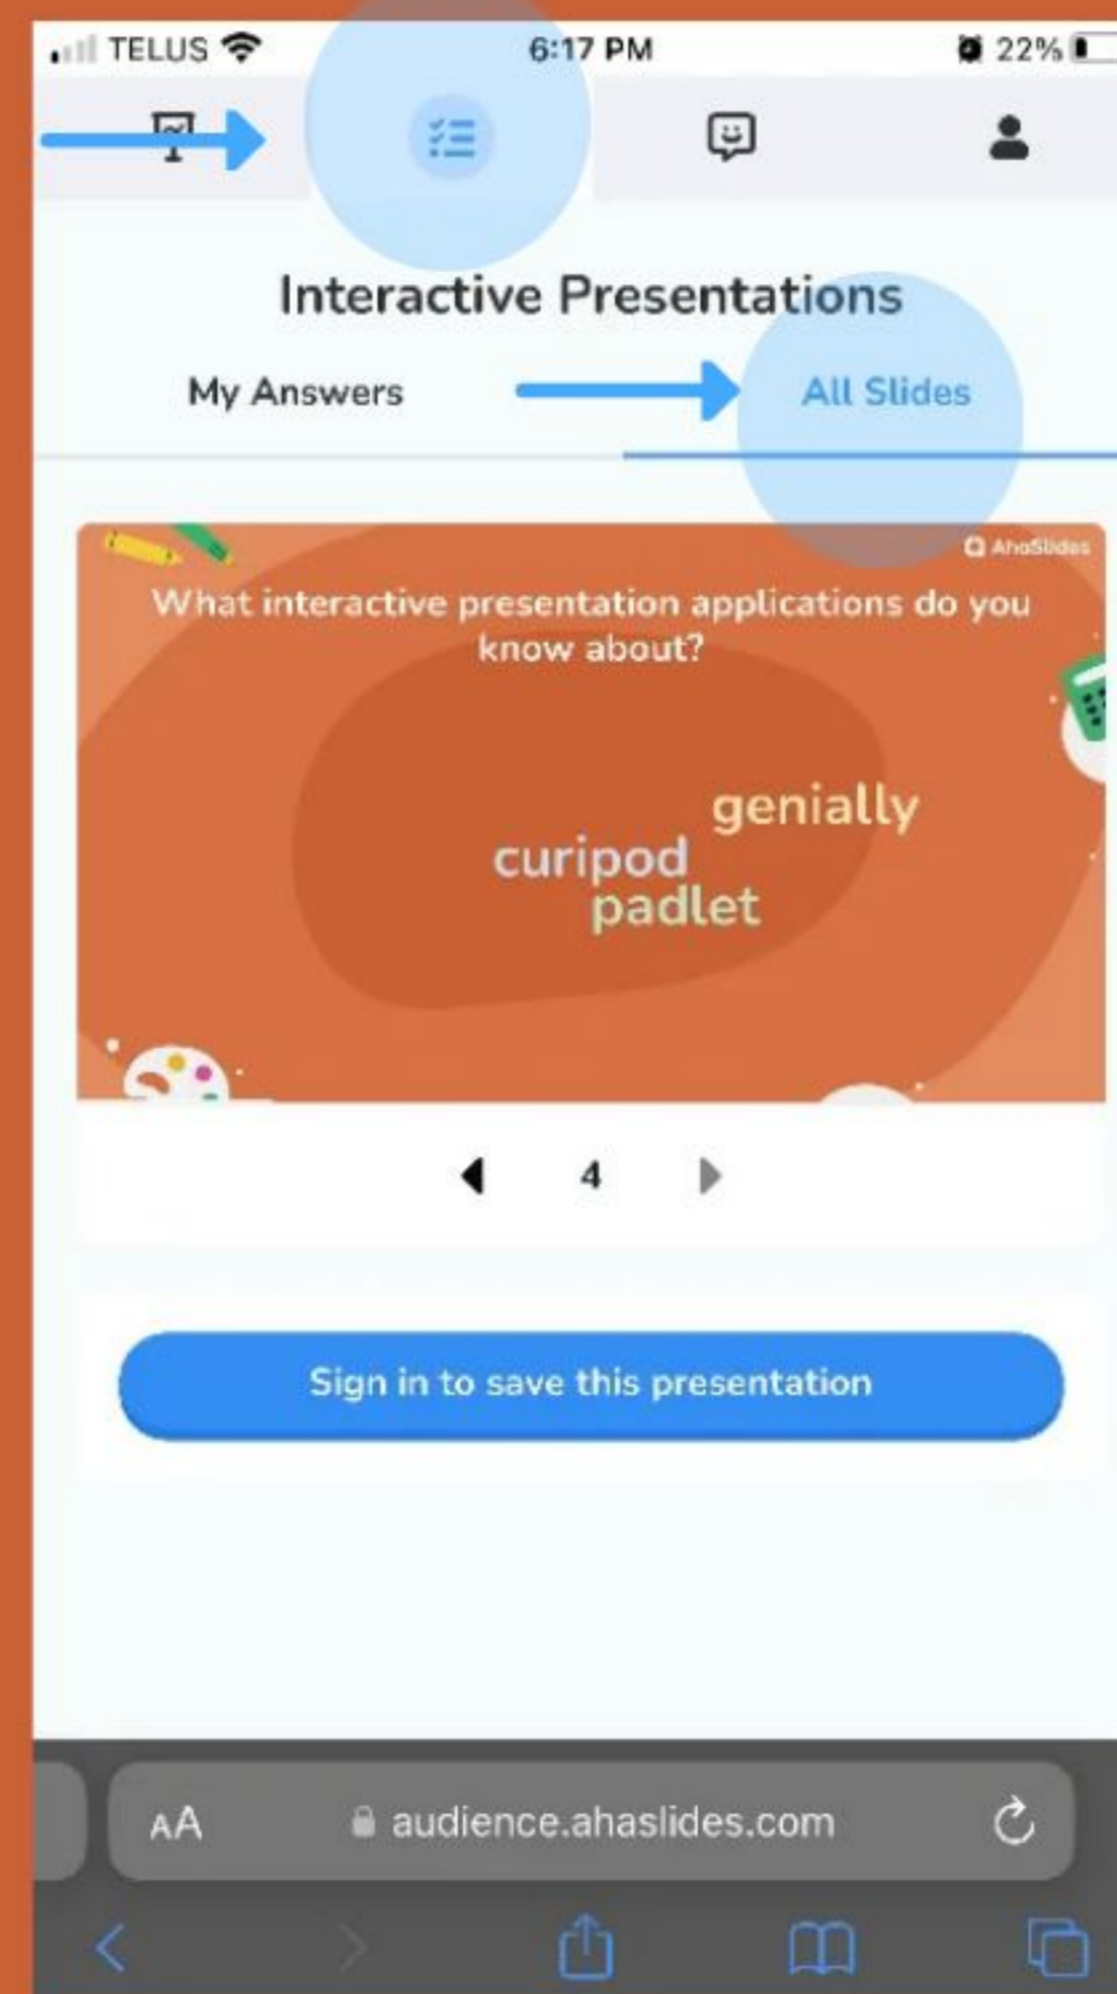 TELUS 6:17 PM 22%
Interactive Presentations
My Answers All Slides
AhaSlides
What interactive presentation applications do you
know about?
genially
curipod
padlet
4
Sign in to save this presentation
AA audience.ahaslides.com